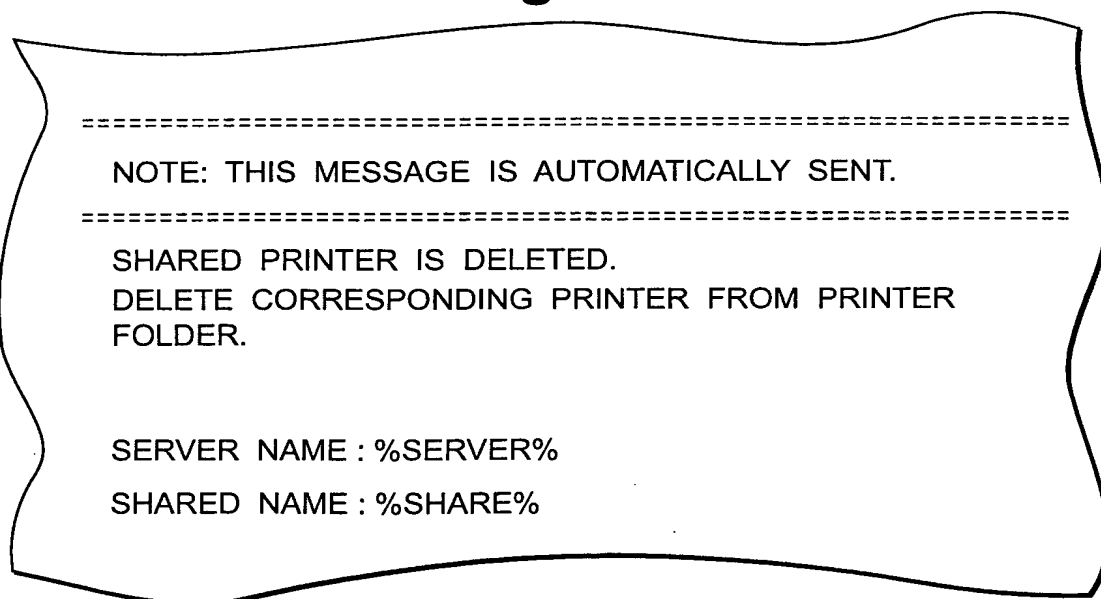 ============================================================
NOTE: THIS MESSAGE IS AUTOMATICALLY SENT.
============================================================
SHARED PRINTER IS DELETED.
DELETE CORRESPONDING PRINTER FROM PRINTER
FOLDER.
SERVER NAME : %SERVER%
SHARED NAME : %SHARE%